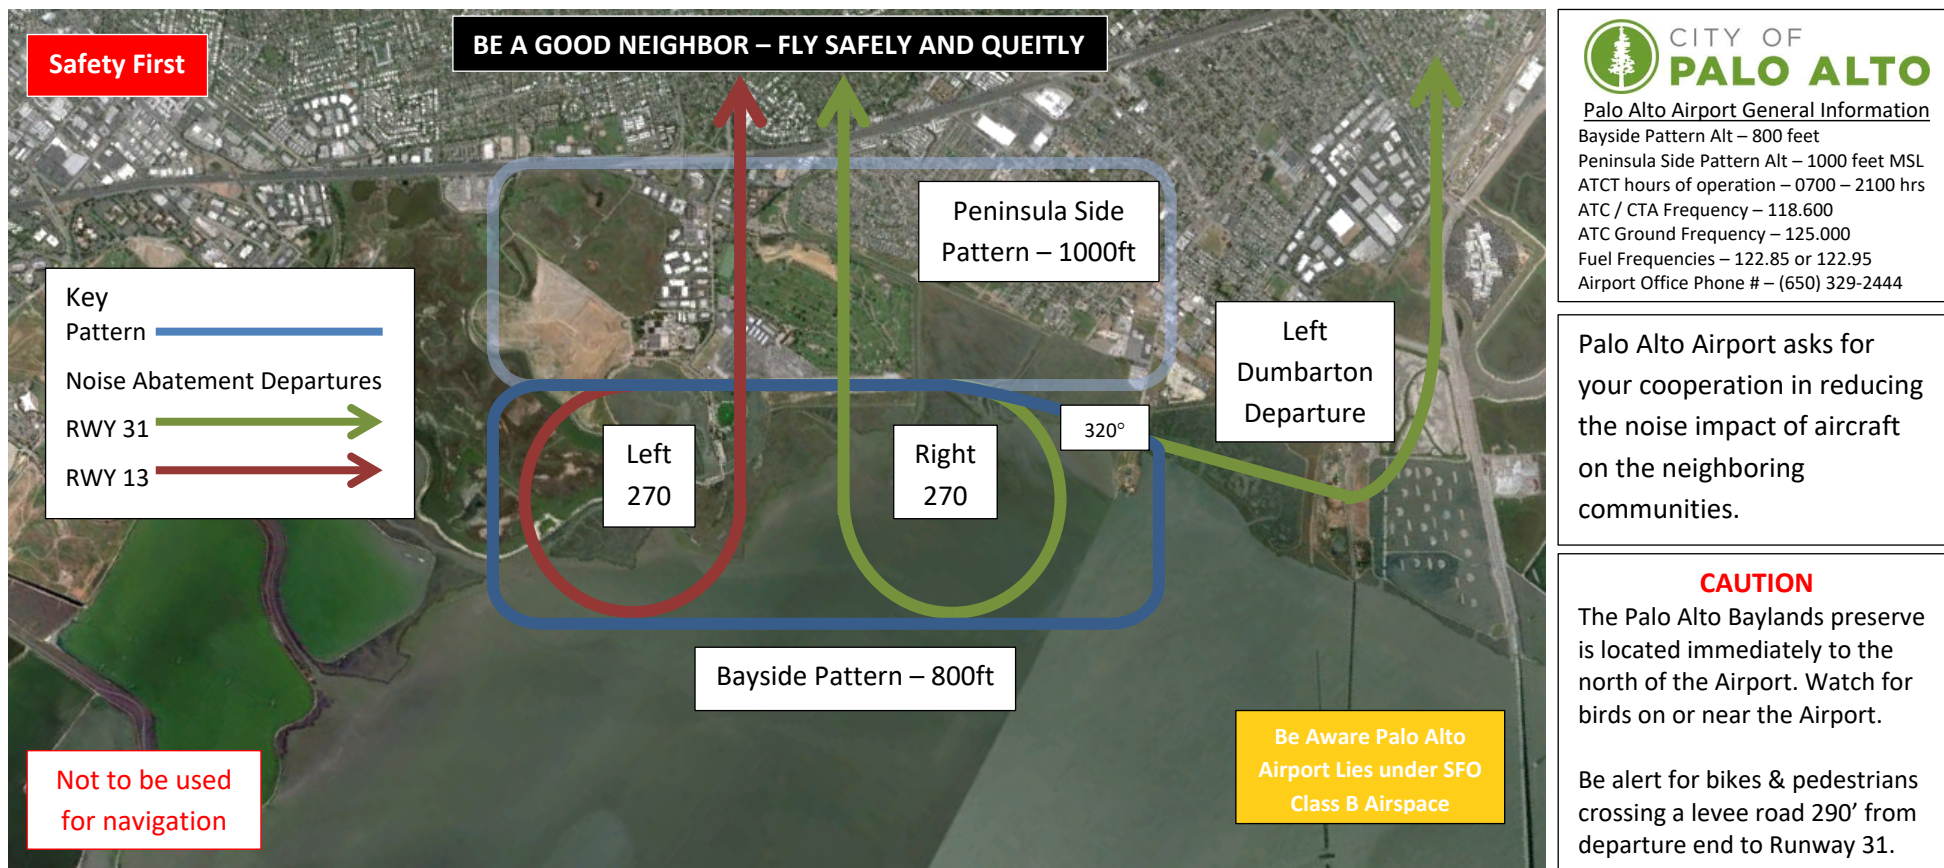 Safety First
BE A GOOD NEIGHBOR – FLY SAFELY AND QUEITLY
Peninsula Side
Pattern – 1000ft
Key
Pattern
Noise Abatement Departures
RWY 31
RWY 13
Left
Dumbarton
Departure
320°
Left
270
Right
270
Bayside Pattern – 800ft
Not to be used
for navigation
Be Aware Palo Alto
Airport Lies under SFO
Class B Airspace
CITY OF
PALO ALTO
Palo Alto Airport General Information
Bayside Pattern Alt – 800 feet
Peninsula Side Pattern Alt – 1000 feet MSL
ATCT hours of operation – 0700 – 2100 hrs
ATC / CTA Frequency – 118.600
ATC Ground Frequency – 125.000
Fuel Frequencies – 122.85 or 122.95
Airport Office Phone # – (650) 329-2444
Palo Alto Airport asks for
your cooperation in reducing
the noise impact of aircraft
on the neighboring
communities.
CAUTION
The Palo Alto Baylands preserve
is located immediately to the
north of the Airport. Watch for
birds on or near the Airport.
Be alert for bikes & pedestrians
crossing a levee road 290’ from
departure end to Runway 31.